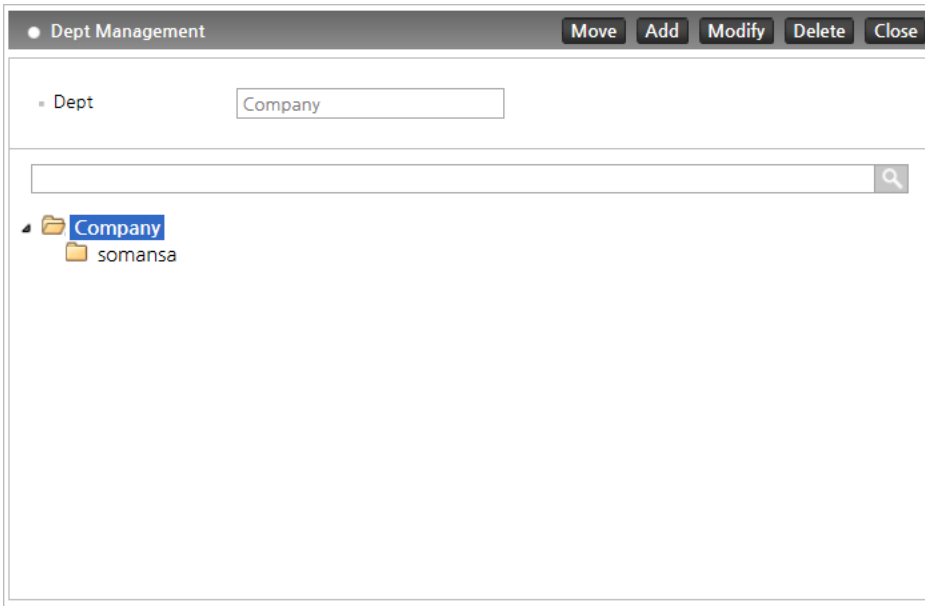 Dept Management Move Add Modify Delete Close
Dept Company
Company
somansa